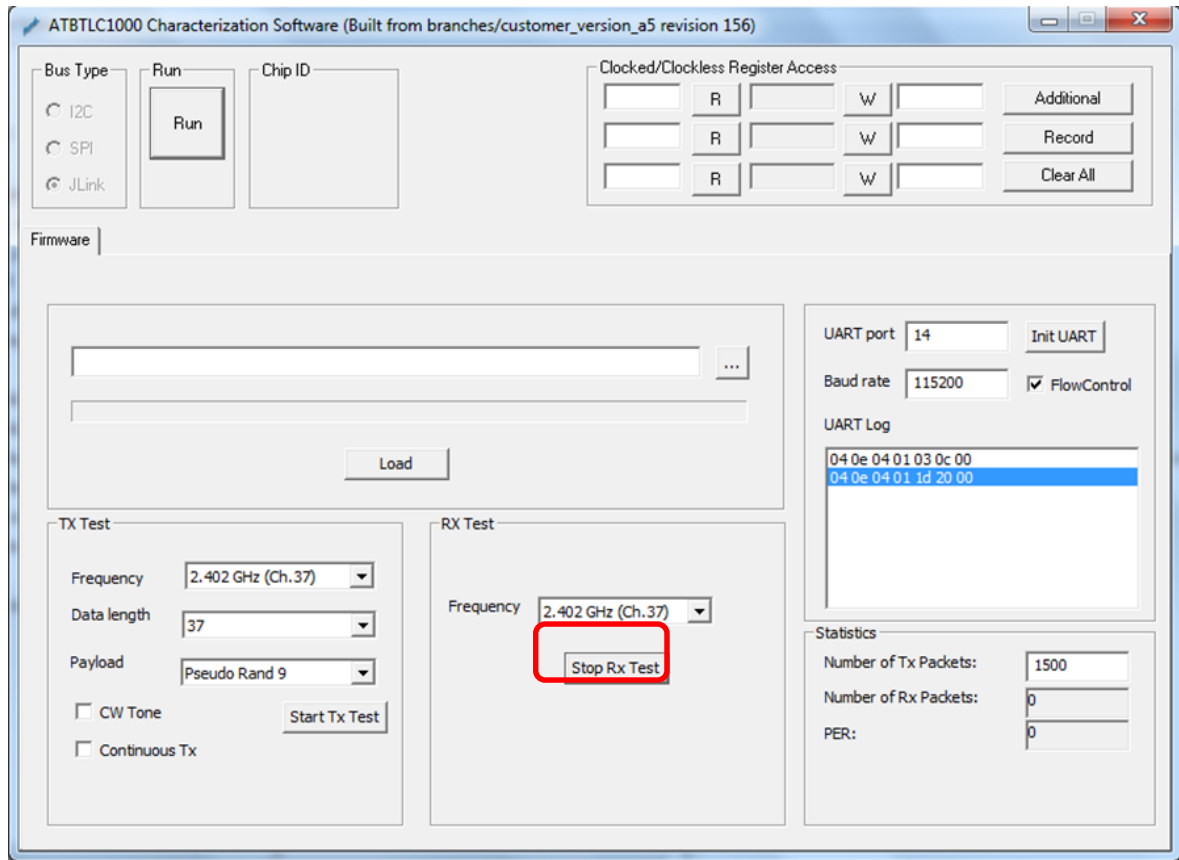 ATBTLC1000 Characterization Software (Built from branches/customer_version_a5 revision 156)
Bus Type
I2C
SPI
JLink
Run
Run
Chip ID
Clocked/Clockless Register Access
R W Additional
R W Record
R W Clear All
Firmware
...
Load
UART port 14 Init UART
Baud rate 115200 FlowControl
UART Log
04 0e 04 01 03 0c 00
04 0e 04 01 1d 20 00
TX Test
Frequency 2.402 GHz (Ch.37)
Data length 37
Payload Pseudo Rand 9
CW Tone Start Tx Test
Continuous Tx
RX Test
Frequency 2.402 GHz (Ch.37)
Stop Rx Test
Statistics
Number of Tx Packets: 1500
Number of Rx Packets: 0
PER: 0